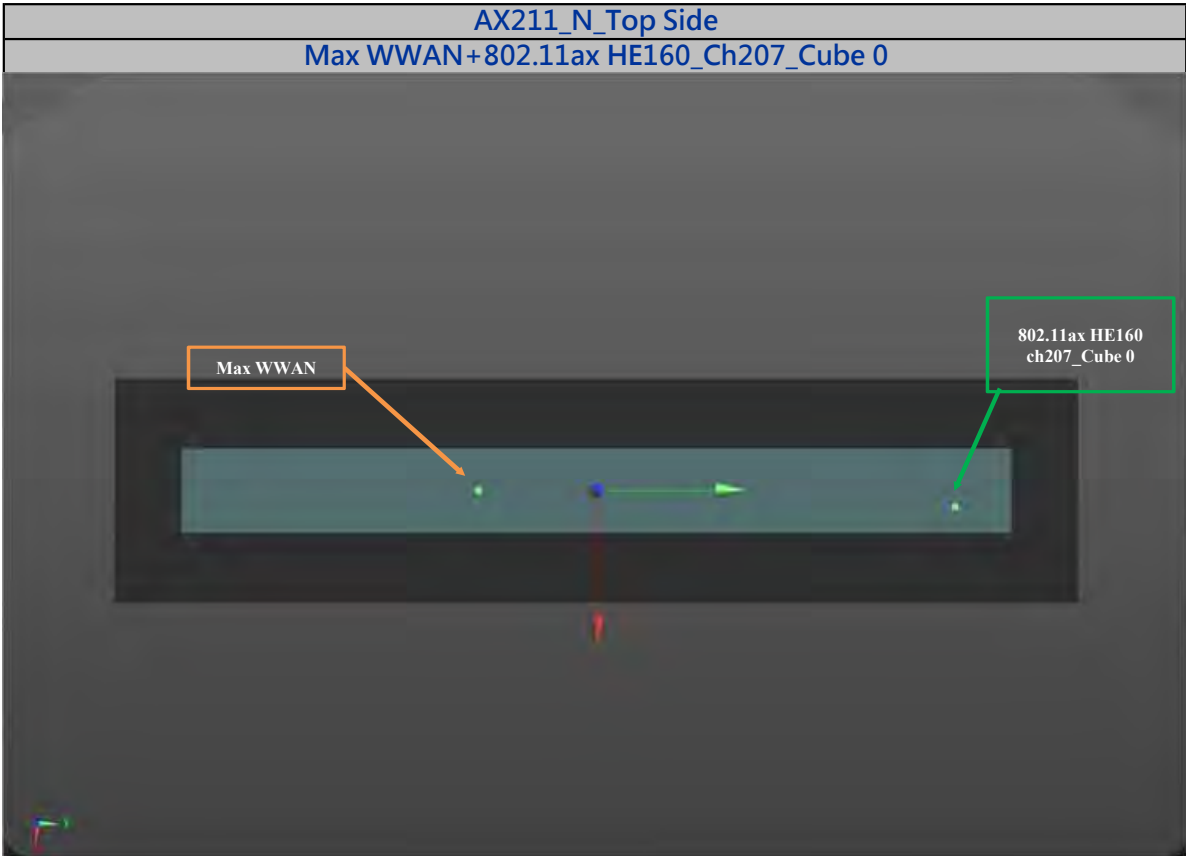 AX211_N_Top Side
Max WWAN+802.11ax HE160_Ch207_Cube 0
802.11ax HE160
ch207_Cube 0
Max WWAN